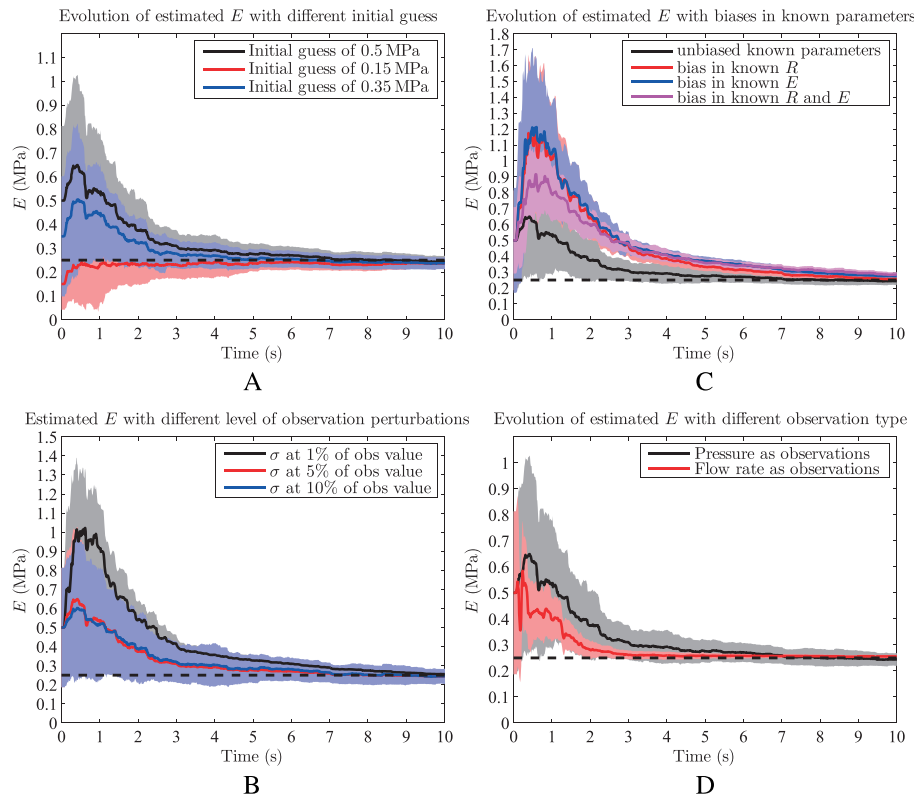 Evolution of estimated E with different initial guess
Initial guess of 0.5 MPa
Initial guess of 0.15 MPa
Initial guess of 0.35 MPa
1.1
1
0.9
0.8
0.7
0.6
0.5
0.4
0.3
0.2
0.1
0
E (MPa)
0 1 2 3 4 5 6 7 8 9 10
Time (s)
A
Estimated E with different level of observation perturbations
σ at 1% of obs value
σ at 5% of obs value
σ at 10% of obs value
1.5
1.4
1.3
1.2
1.1
1
0.9
0.8
0.7
0.6
0.5
0.4
0.3
0.2
0.1
0
E (MPa)
0 1 2 3 4 5 6 7 8 9 10
Time (s)
B
Evolution of estimated E with biases in known parameters
unbiased known parameters
bias in known R
bias in known E
bias in known R and E
1.8
1.7
1.6
1.5
1.4
1.3
1.2
1.1
1
0.9
0.8
0.7
0.6
0.5
0.4
0.3
0.2
0.1
0
E (MPa)
0 1 2 3 4 5 6 7 8 9 10
Time (s)
C
Evolution of estimated E with different observation type
Pressure as observations
Flow rate as observations
1
0.9
0.8
0.7
0.6
0.5
0.4
0.3
0.2
0.1
0
E (MPa)
0 1 2 3 4 5 6 7 8 9 10
Time (s)
D